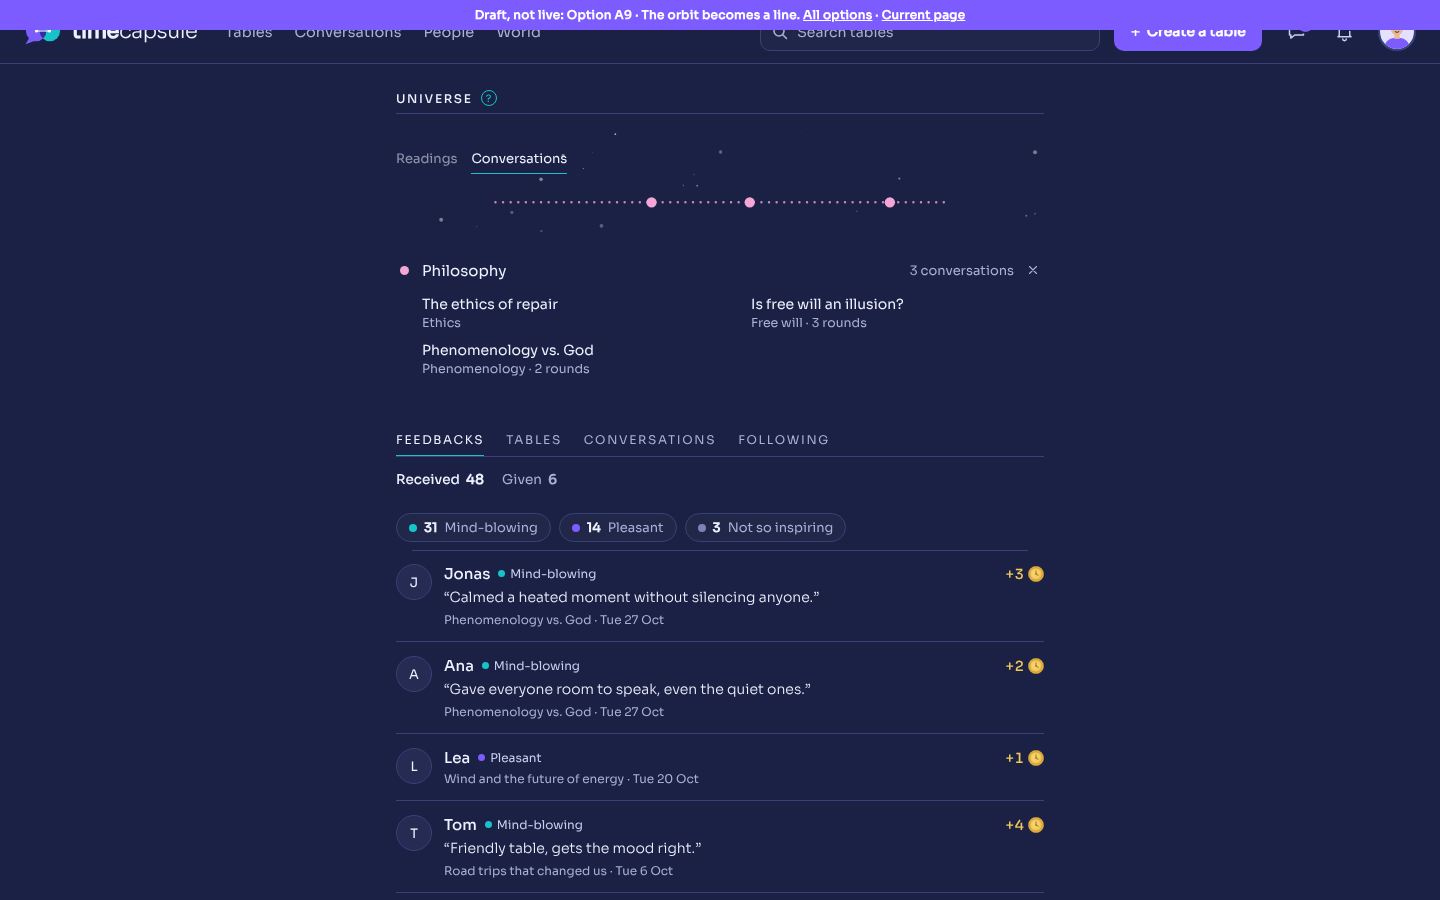 Draft, not live: Option A9 · The orbit becomes a line. All options · Current page
timecapsule Tables Conversations People World Search tables + Create a table
UNIVERSE ?
Readings Conversations
Philosophy 3 conversations ×
The ethics of repair Is free will an illusion?
Ethics Free will · 3 rounds
Phenomenology vs. God
Phenomenology · 2 rounds
FEEDBACKS TABLES CONVERSATIONS FOLLOWING
Received 48 Given 6
31 Mind-blowing 14 Pleasant 3 Not so inspiring
J Jonas Mind-blowing +3
“Calmed a heated moment without silencing anyone.”
Phenomenology vs. God · Tue 27 Oct
A Ana Mind-blowing +2
“Gave everyone room to speak, even the quiet ones.”
Phenomenology vs. God · Tue 27 Oct
L Lea Pleasant +1
Wind and the future of energy · Tue 20 Oct
T Tom Mind-blowing +4
“Friendly table, gets the mood right.”
Road trips that changed us · Tue 6 Oct